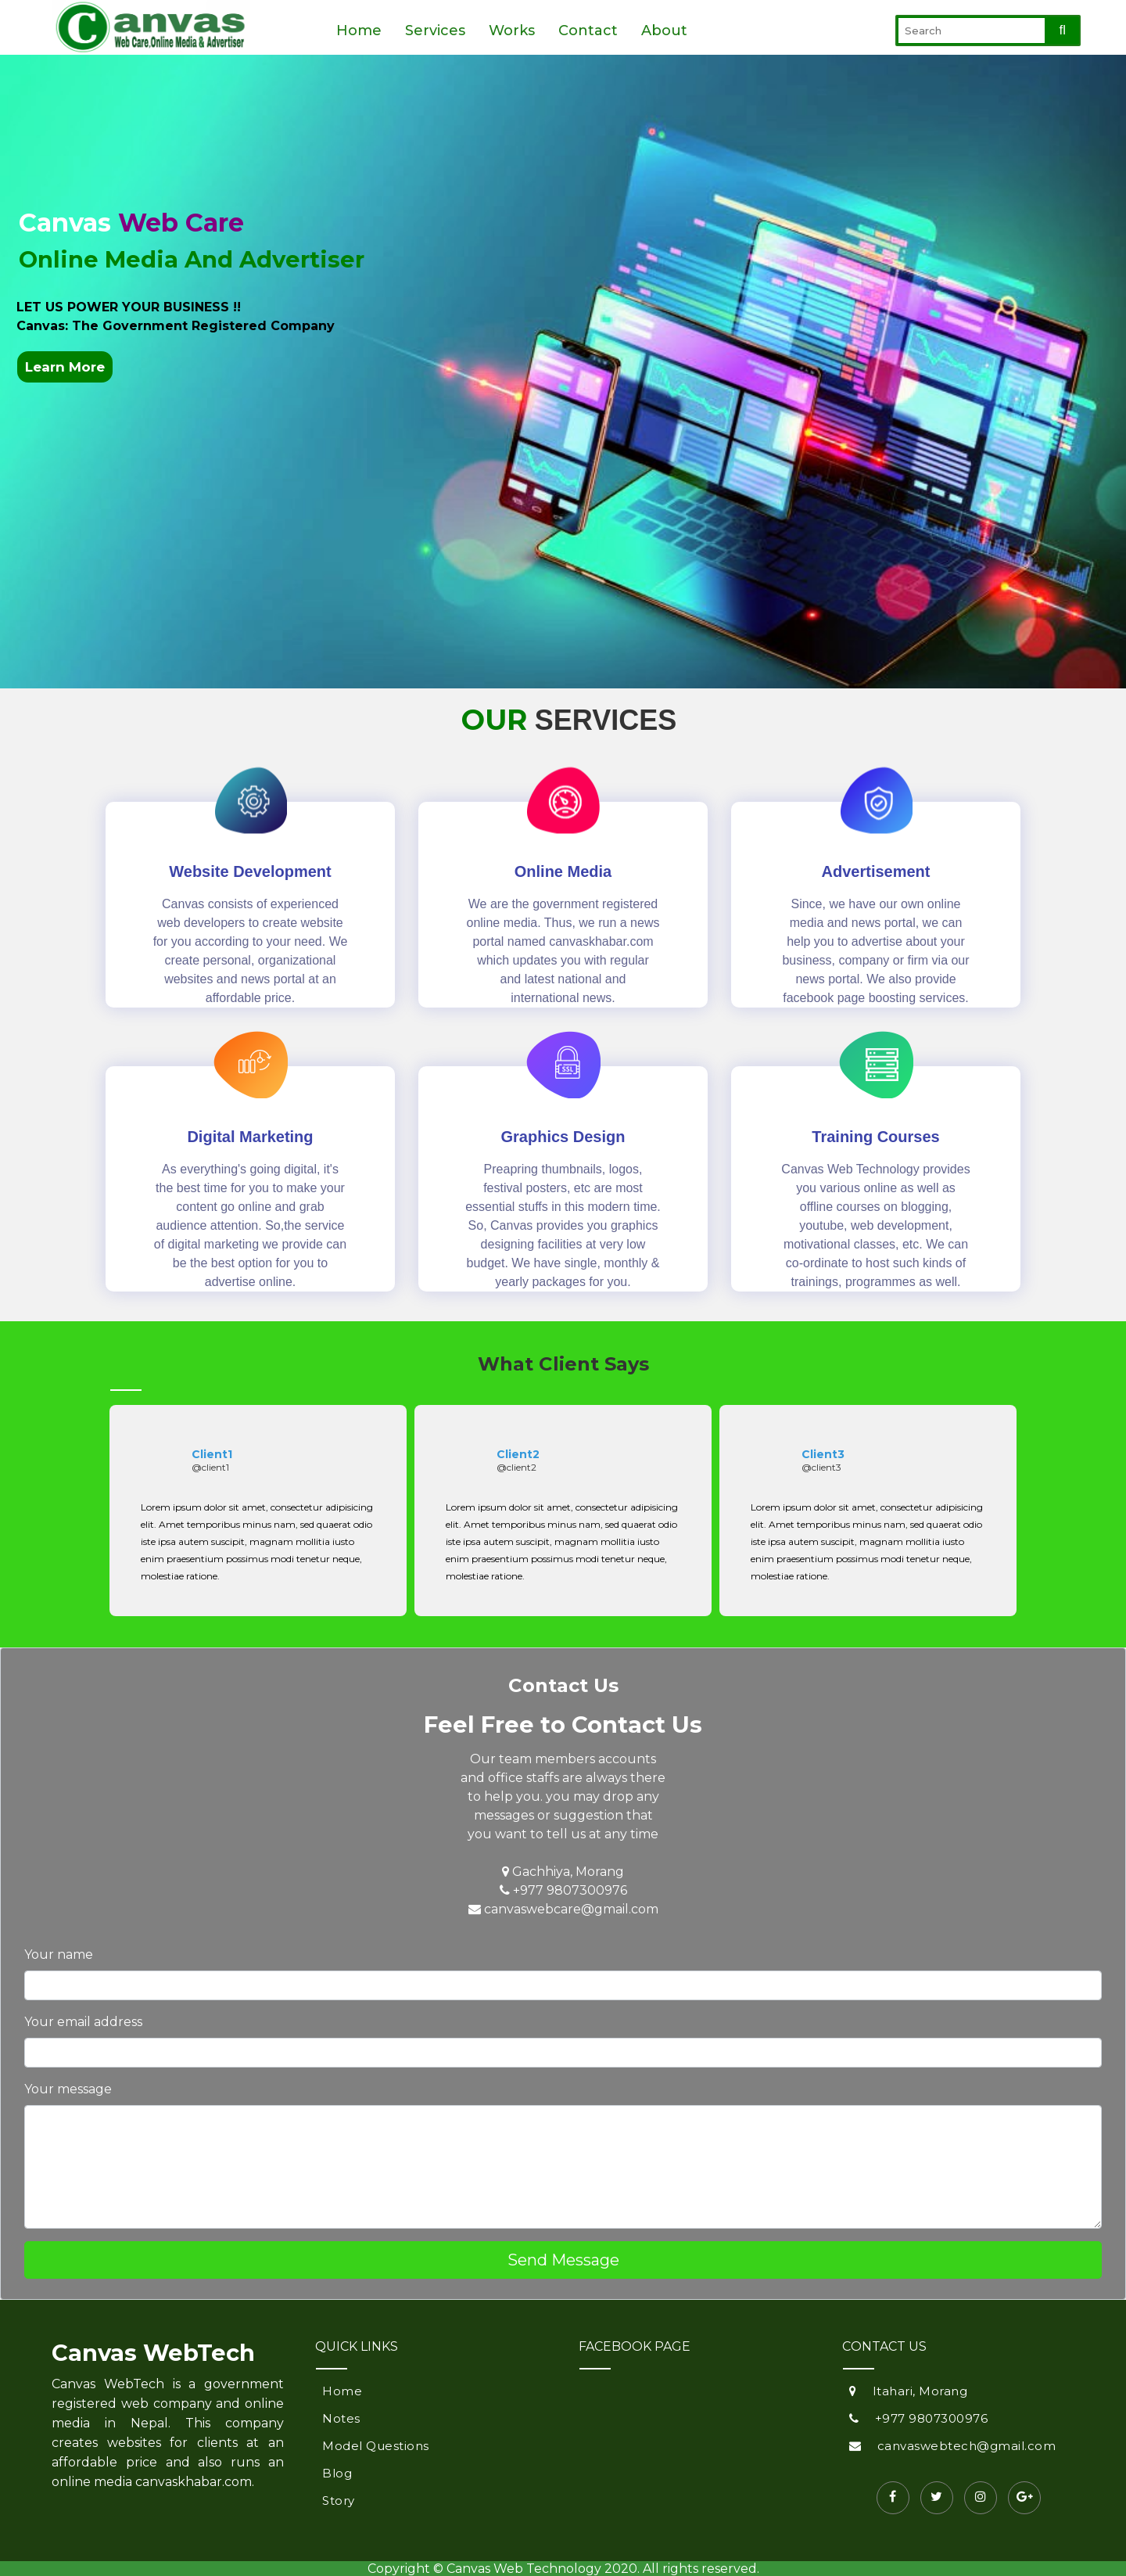 Canvas
Web Care.Online Media & Advertiser
Home Services Works Contact About
Search
Canvas Web Care
Online Media And Advertiser
LET US POWER YOUR BUSINESS !!
Canvas: The Government Registered Company
Learn More
OUR SERVICES
Website Development
Canvas consists of experienced
web developers to create website
for you according to your need. We
create personal, organizational
websites and news portal at an
affordable price.
Online Media
We are the government registered
online media. Thus, we run a news
portal named canvaskhabar.com
which updates you with regular
and latest national and
international news.
Advertisement
Since, we have our own online
media and news portal, we can
help you to advertise about your
business, company or firm via our
news portal. We also provide
facebook page boosting services.
Digital Marketing
As everything's going digital, it's
the best time for you to make your
content go online and grab
audience attention. So,the service
of digital marketing we provide can
be the best option for you to
advertise online.
SSL
Graphics Design
Preapring thumbnails, logos,
festival posters, etc are most
essential stuffs in this modern time.
So, Canvas provides you graphics
designing facilities at very low
budget. We have single, monthly &
yearly packages for you.
Training Courses
Canvas Web Technology provides
you various online as well as
offline courses on blogging,
youtube, web development,
motivational classes, etc. We can
co-ordinate to host such kinds of
trainings, programmes as well.
What Client Says
Client1
@client1
Lorem ipsum dolor sit amet, consectetur adipisicing
elit. Amet temporibus minus nam, sed quaerat odio
iste ipsa autem suscipit, magnam mollitia iusto
enim praesentium possimus modi tenetur neque,
molestiae ratione.
Client2
@client2
Lorem ipsum dolor sit amet, consectetur adipisicing
elit. Amet temporibus minus nam, sed quaerat odio
iste ipsa autem suscipit, magnam mollitia iusto
enim praesentium possimus modi tenetur neque,
molestiae ratione.
Client3
@client3
Lorem ipsum dolor sit amet, consectetur adipisicing
elit. Amet temporibus minus nam, sed quaerat odio
iste ipsa autem suscipit, magnam mollitia iusto
enim praesentium possimus modi tenetur neque,
molestiae ratione.
Contact Us
Feel Free to Contact Us
Our team members accounts
and office staffs are always there
to help you. you may drop any
messages or suggestion that
you want to tell us at any time
Gachhiya, Morang
+977 9807300976
canvaswebcare@gmail.com
Your name
Your email address
Your message
Send Message
Canvas WebTech
Canvas WebTech is a government
registered web company and online
media in Nepal. This company
creates websites for clients at an
affordable price and also runs an
online media canvaskhabar.com.
QUICK LINKS
Home
Notes
Model Questions
Blog
Story
FACEBOOK PAGE
CONTACT US
Itahari, Morang
+977 9807300976
canvaswebtech@gmail.com
Copyright © Canvas Web Technology 2020. All rights reserved.